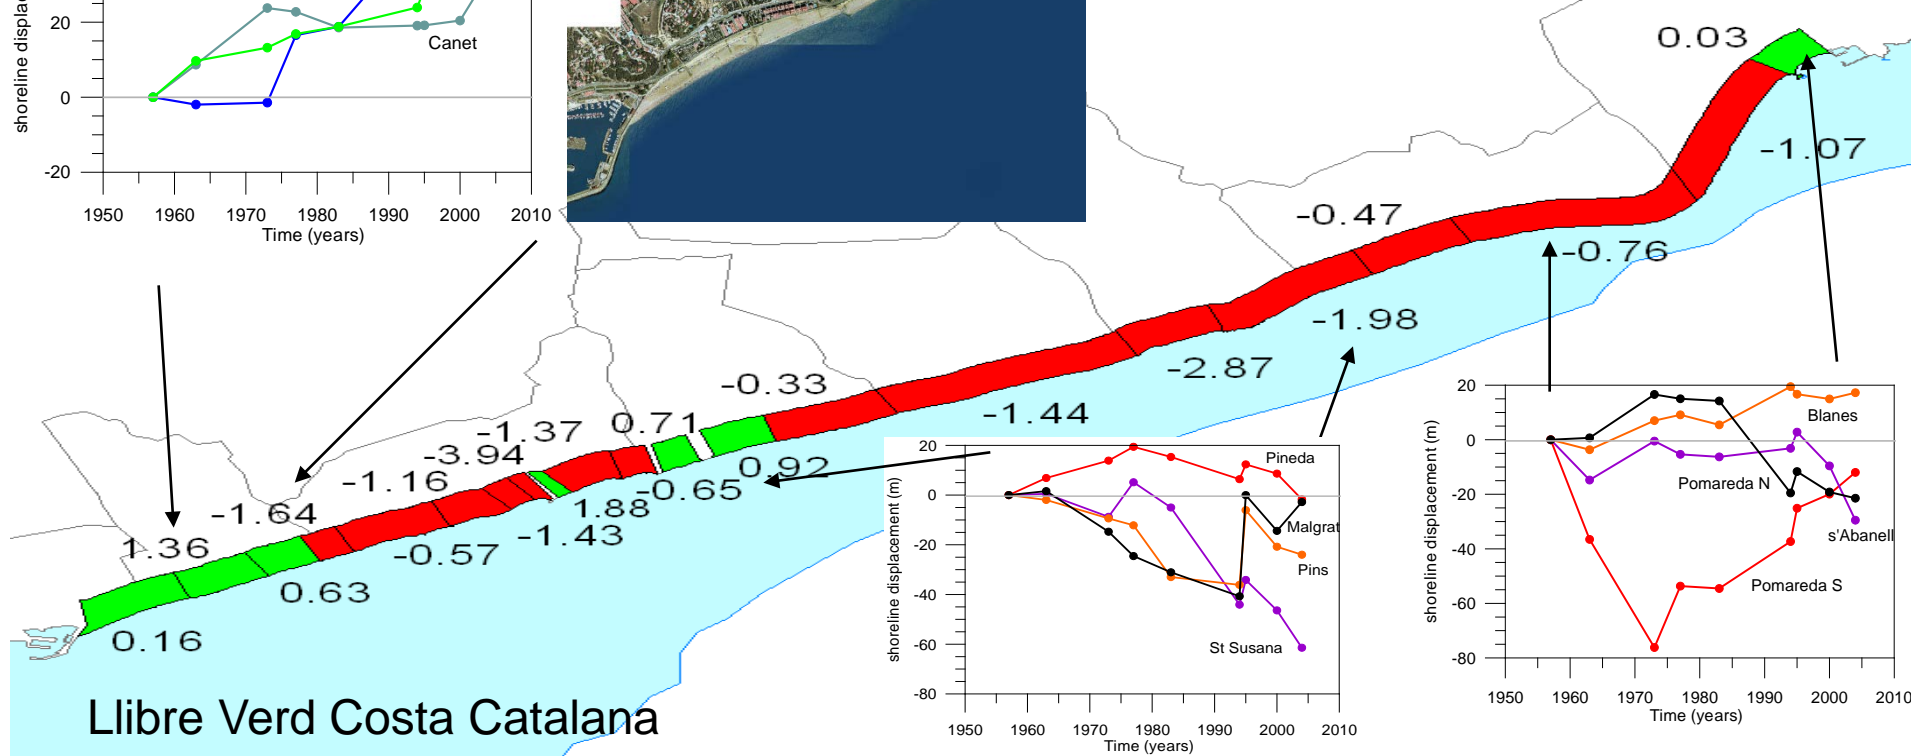 shoreline displac
20
0
-20
Canet
1950 1960 1970 1980 1990 2000 2010
Time (years)
0.03
-1.07
-0.47
-0.76
-1.98
-2.87
-0.33
-1.44
0.71
-1.37
0.92
-3.94
-0.65
-1.16
1.88
-1.64
-1.43
-0.57
1.36
0.63
0.16
shoreline displacement (m)
20
0
-20
-40
-60
-80
Pineda
Malgrat
Pins
St Susana
1950 1960 1970 1980 1990 2000 2010
Time (years)
shoreline displacement (m)
20
0
-20
-40
-60
-80
Blanes
Pomareda N
s'Abanell
Pomareda S
1950 1960 1970 1980 1990 2000 2010
Time (years)
Llibre Verd Costa Catalana